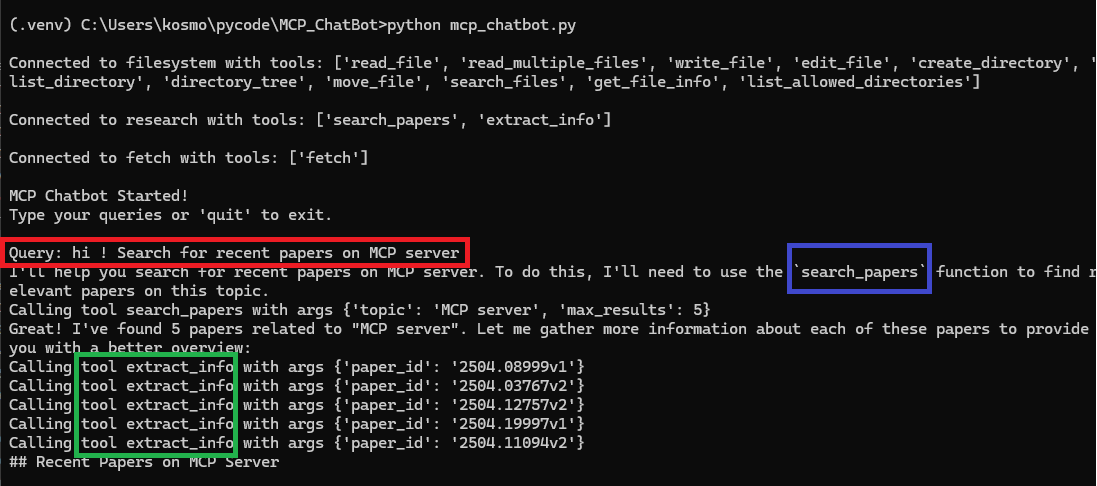 (.venv) C:\Users\kosmo\pycode\MCP_ChatBot>python mcp_chatbot.py
Connected to filesystem with tools: ['read_file', 'read_multiple_files', 'write_file', 'edit_file', 'create_directory', '
list_directory', 'directory_tree', 'move_file', 'search_files', 'get_file_info', 'list_allowed_directories']
Connected to research with tools: ['search_papers', 'extract_info']
Connected to fetch with tools: ['fetch']
MCP Chatbot Started!
Type your queries or 'quit' to exit.
Query: hi ! Search for recent papers on MCP server
I'll help you search for recent papers on MCP server. To do this, I'll need to use the `search_papers` function to find r
elevant papers on this topic.
Calling tool search_papers with args {'topic': 'MCP server', 'max_results': 5}
Great! I've found 5 papers related to "MCP server". Let me gather more information about each of these papers to provide
you with a better overview:
Calling tool extract_info with args {'paper_id': '2504.08999v1'}
Calling tool extract_info with args {'paper_id': '2504.03767v2'}
Calling tool extract_info with args {'paper_id': '2504.12757v2'}
Calling tool extract_info with args {'paper_id': '2504.19997v1'}
Calling tool extract_info with args {'paper_id': '2504.11094v2'}
## Recent Papers on MCP Server